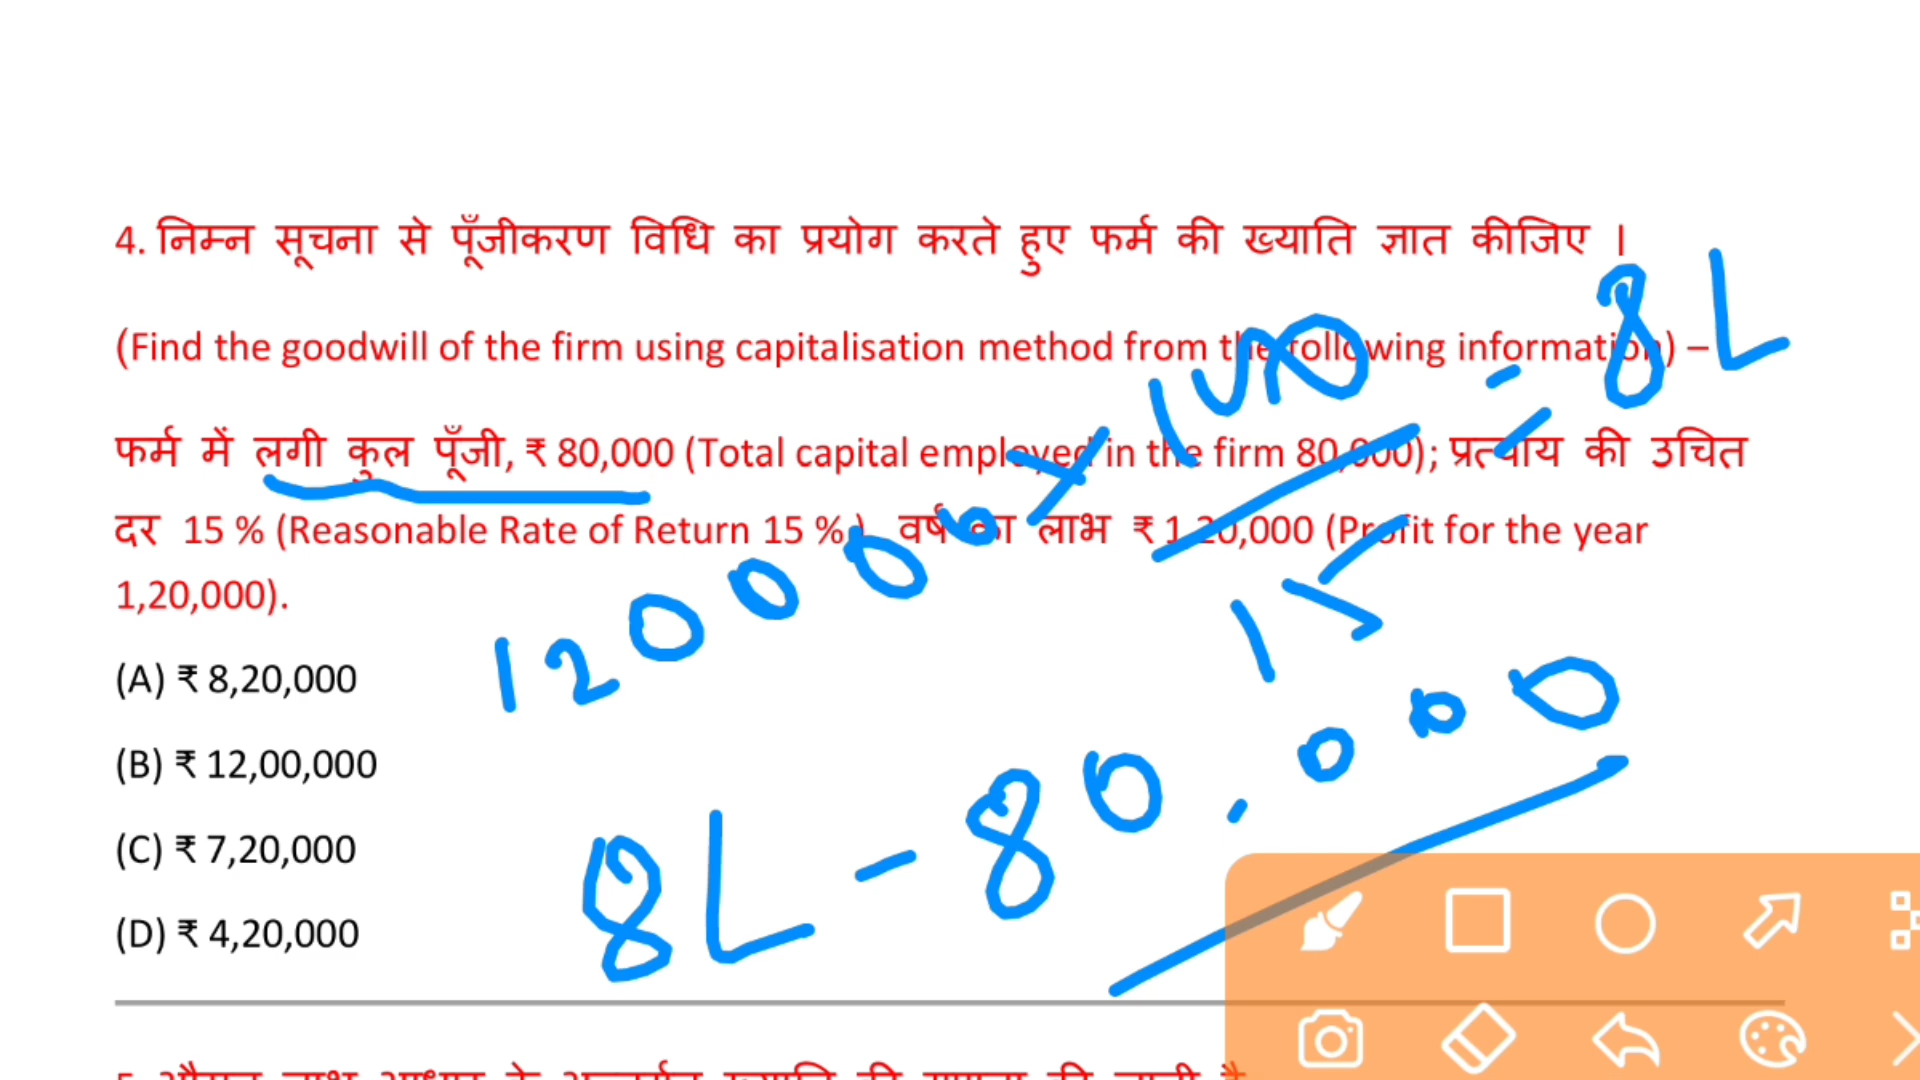 4. निम्न सूचना से पूँजीकरण विधि का प्रयोग करते हुए फर्म की ख्याति ज्ञात कीजिए ।
(Find the goodwill of the firm using capitalisation method from the following information) –
फर्म में लगी कुल पूँजी, ₹ 80,000 (Total capital employed in the firm 80,000); प्रत्याय की उचित
दर 15 % (Reasonable Rate of Return 15 %) वर्ष का लाभ ₹ 1,20,000 (Profit for the year
1,20,000).
120000 × 100 = 8L
15
(A) ₹ 8,20,000
(B) ₹ 12,00,000
(C) ₹ 7,20,000
(D) ₹ 4,20,000
8L - 80,000